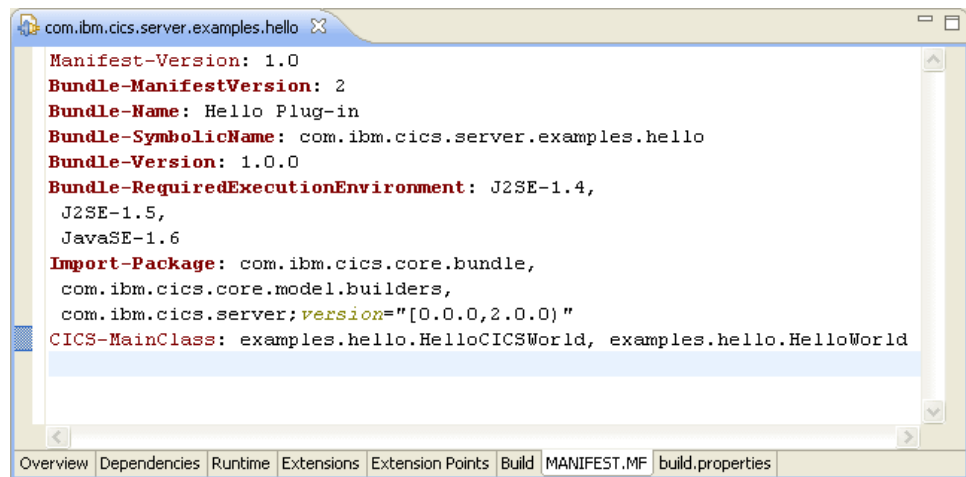 com.ibm.cics.server.examples.hello
Manifest-Version: 1.0
Bundle-ManifestVersion: 2
Bundle-Name: Hello Plug-in
Bundle-SymbolicName: com.ibm.cics.server.examples.hello
Bundle-Version: 1.0.0
Bundle-RequiredExecutionEnvironment: J2SE-1.4,
J2SE-1.5,
JavaSE-1.6
Import-Package: com.ibm.cics.core.bundle,
com.ibm.cics.core.model.builders,
com.ibm.cics.server;version="[0.0.0,2.0.0)"
CICS-MainClass: examples.hello.HelloCICSWorld, examples.hello.HelloWorld
Overview Dependencies Runtime Extensions Extension Points Build MANIFEST.MF build.properties